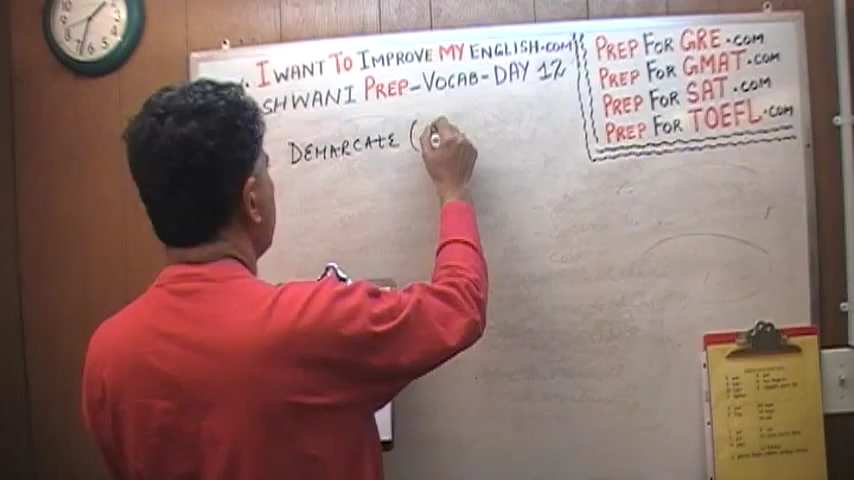 I WANT TO IMPROVE MY ENGLISH.COM
SHWANI PREP-VOCAB-DAY 12
DEMARCATE (
PREP FOR GRE.COM
PREP FOR GMAT.COM
PREP FOR SAT.COM
PREP FOR TOEFL.COM